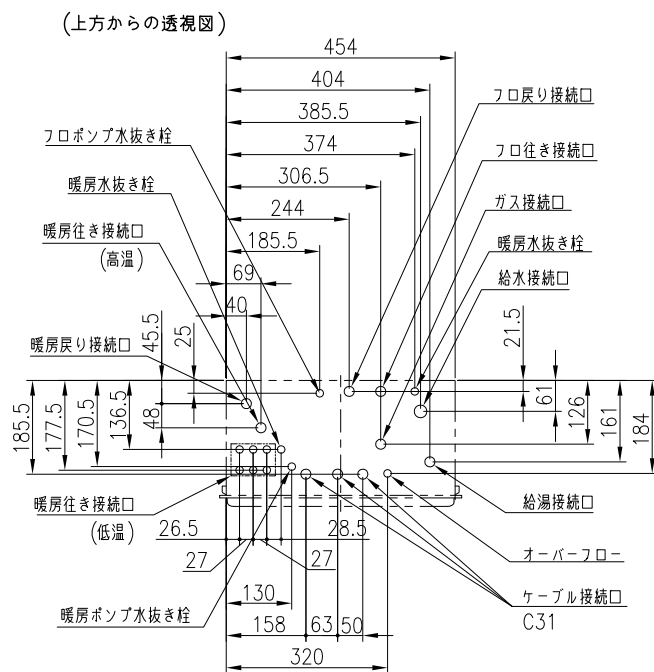 (上方からの透視図)
454
404
385.5
374
306.5
244
185.5
69
40
フロポンプ水抜き栓
暖房水抜き栓
暖房往き接続口
(高温)
暖房戻り接続口
フロ戻り接続口
フロ往き接続口
ガス接続口
暖房水抜き栓
給水接続口
45.5
25
48
185.5
177.5
170.5
136.5
21.5
61
126
161
184
暖房往き接続口
(低温)
26.5
28.5
27
27
130
暖房ポンプ水抜き栓
158
63
50
320
給湯接続口
オーバーフロー
ケーブル接続口
C31